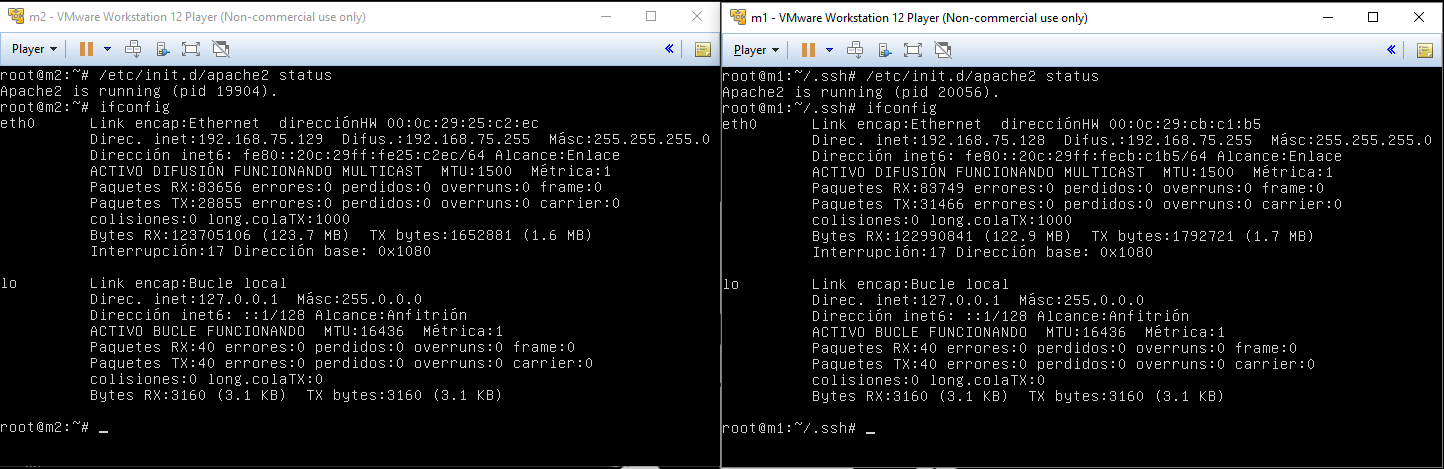 m2 - VMware Workstation 12 Player (Non-commercial use only)
Player
root@m2:~# /etc/init.d/apache2 status
Apache2 is running (pid 19904).
root@m2:~# ifconfig
eth0 Link encap:Ethernet direcciónHW 00:0c:29:25:c2:ec
Direc. inet:192.168.75.129 Difus.:192.168.75.255 Másc:255.255.255.0
Dirección inet6: fe80::20c:29ff:fe25:c2ec/64 Alcance:Enlace
ACTIVO DIFUSIÓN FUNCIONANDO MULTICAST MTU:1500 Métrica:1
Paquetes RX:83656 errores:0 perdidos:0 overruns:0 frame:0
Paquetes TX:28855 errores:0 perdidos:0 overruns:0 carrier:0
colisiones:0 long.colaTX:1000
Bytes RX:123705106 (123.7 MB) TX bytes:1652881 (1.6 MB)
Interrupción:17 Dirección base: 0x1080
lo Link encap:Bucle local
Direc. inet:127.0.0.1 Másc:255.0.0.0
Dirección inet6: ::1/128 Alcance:Anfitrión
ACTIVO BUCLE FUNCIONANDO MTU:16436 Métrica:1
Paquetes RX:40 errores:0 perdidos:0 overruns:0 frame:0
Paquetes TX:40 errores:0 perdidos:0 overruns:0 carrier:0
colisiones:0 long.colaTX:0
Bytes RX:3160 (3.1 KB) TX bytes:3160 (3.1 KB)
root@m2:~# _
m1 - VMware Workstation 12 Player (Non-commercial use only)
Player
root@m1:~/.ssh# /etc/init.d/apache2 status
Apache2 is running (pid 20056).
root@m1:~/.ssh# ifconfig
eth0 Link encap:Ethernet direcciónHW 00:0c:29:cb:c1:b5
Direc. inet:192.168.75.128 Difus.:192.168.75.255 Másc:255.255.255.0
Dirección inet6: fe80::20c:29ff:fecb:c1b5/64 Alcance:Enlace
ACTIVO DIFUSIÓN FUNCIONANDO MULTICAST MTU:1500 Métrica:1
Paquetes RX:83749 errores:0 perdidos:0 overruns:0 frame:0
Paquetes TX:31466 errores:0 perdidos:0 overruns:0 carrier:0
colisiones:0 long.colaTX:1000
Bytes RX:122990841 (122.9 MB) TX bytes:1792721 (1.7 MB)
Interrupción:17 Dirección base: 0x1080
lo Link encap:Bucle local
Direc. inet:127.0.0.1 Másc:255.0.0.0
Dirección inet6: ::1/128 Alcance:Anfitrión
ACTIVO BUCLE FUNCIONANDO MTU:16436 Métrica:1
Paquetes RX:40 errores:0 perdidos:0 overruns:0 frame:0
Paquetes TX:40 errores:0 perdidos:0 overruns:0 carrier:0
colisiones:0 long.colaTX:0
Bytes RX:3160 (3.1 KB) TX bytes:3160 (3.1 KB)
root@m1:~/.ssh# _